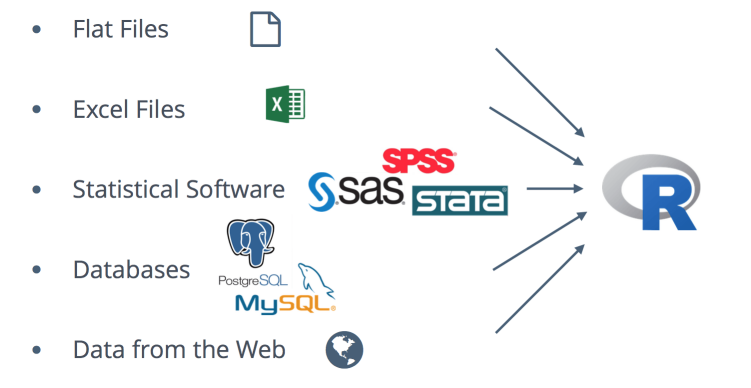 Flat Files
X
Excel Files
SPSS
Statistical Software
sas
STATA
R
Databases
PostgreSQL
MySQL
Data from the Web